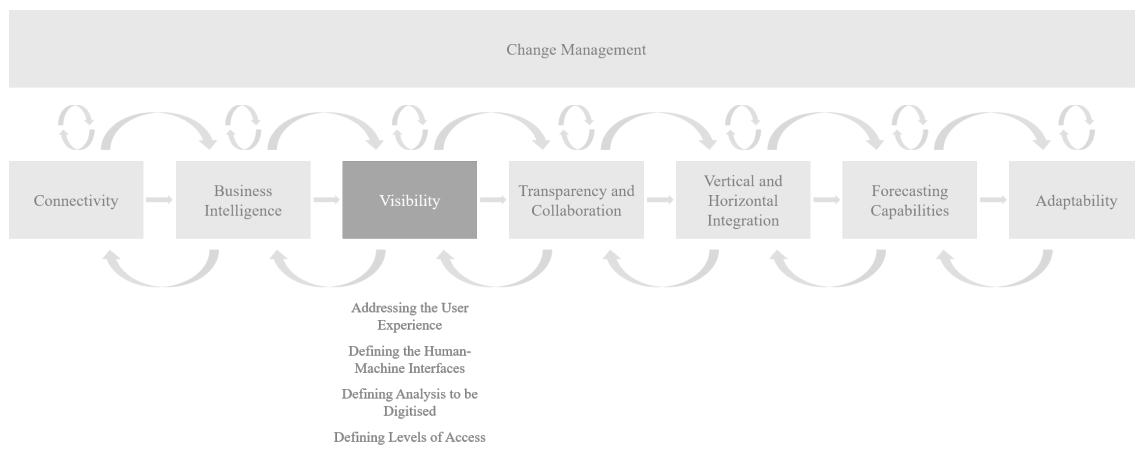 Change Management
Connectivity
Business
Intelligence
Visibility
Transparency and
Collaboration
Vertical and
Horizontal
Integration
Forecasting
Capabilities
Adaptability
Addressing the User
Experience
Defining the Human-
Machine Interfaces
Defining Analysis to be
Digitised
Defining Levels of Access